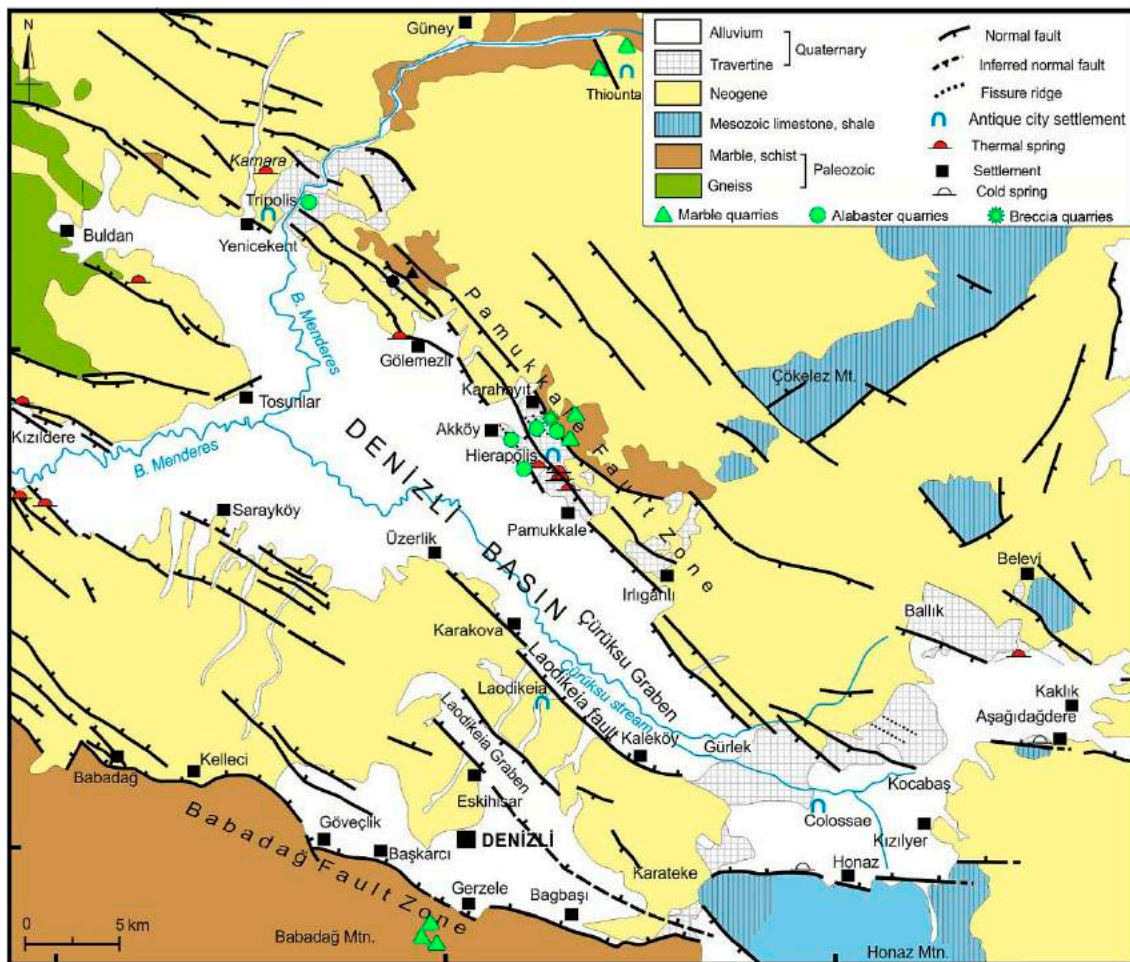 N
Güney
Thiounta
Kamara
Tripolis
Buldan
Yenicekent
B. Menderes
Gölemezli
Pamukkale Fault Zone
Çökelez Mt.
Karahayıt
Tosunlar
Akköy
Hierapolis
Kızıldere
B. Menderes
DENİZLİ BASIN
Sarayköy
Pamukkale
Üzerlik
Irlıganlı
Belevi
Ballık
Karakova
Çürüksu Graben
Laodikeia
Çürüksu stream
Laodikeia fault
Kaklık
Aşağıdağdere
Kaleköy
Gürlek
Laodikeia Graben
Babadağ
Kelleci
Eskihisar
Kocabaş
Colossae
Göveçlik
DENİZLİ
Kızılyer
Başkarcı
Honaz
Karateke
Babadağ Fault Zone
Gerzele
Bagbaşı
0 5 km
Babadağ Mtn.
Honaz Mtn.
Alluvium
Travertine
Quaternary
Neogene
Mesozoic limestone, shale
Marble, schist
Gneiss
Paleozoic
Marble quarries
Alabaster quarries
Breccia quarries
Normal fault
Inferred normal fault
Fissure ridge
Antique city settlement
Thermal spring
Settlement
Cold spring